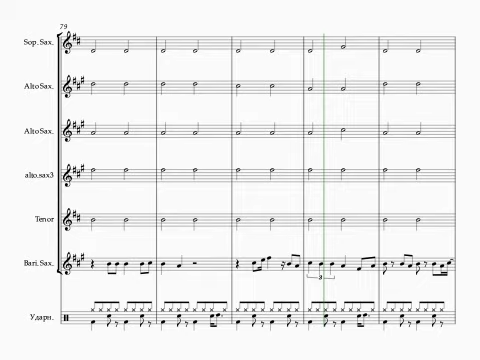 79
Sop. Sax.
Alto Sax.
Alto Sax.
alto.sax3
Tenor
Bari. Sax.
3
Ударн.